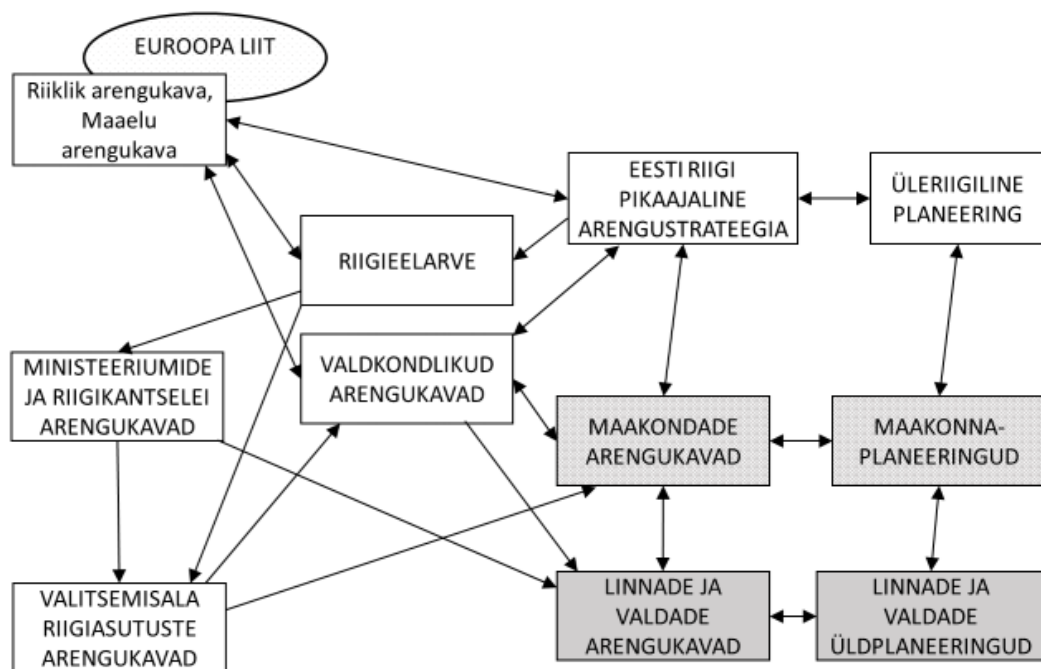 EUROOPA LIIT
Riiklik arengukava,
Maaelu
arengukava
EESTI RIIGI
PIKAAJALINE
ARENGUSTRATEEGIA
ÜLERIIGILINE
PLANEERING
RIIGIEELARVE
MINISTEERIUMIDE
JA RIIGIKANTSELEI
ARENGUKAVAD
VALDKONDLIKUD
ARENGUKAVAD
MAAKONDADE
ARENGUKAVAD
MAAKONNA-
PLANEERINGUD
VALITSEMISALA
RIIGIASUTUSTE
ARENGUKAVAD
LINNADE JA
VALDADE
ARENGUKAVAD
LINNADE JA
VALDADE
ÜLDPLANEERINGUD